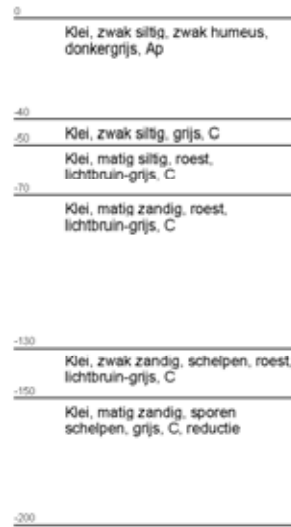 0
Klei, zwak siltig, zwak humeus,
donkergrijs, Ap
-40
Klei, zwak siltig, grijs, C
-50
Klei, matig siltig, roest,
lichtbruin-grijs, C
-70
Klei, matig zandig, roest,
lichtbruin-grijs, C
-130
Klei, zwak zandig, schelpen, roest,
lichtbruin-grijs, C
-150
Klei, matig zandig, sporen
schelpen, grijs, C, reductie
-200